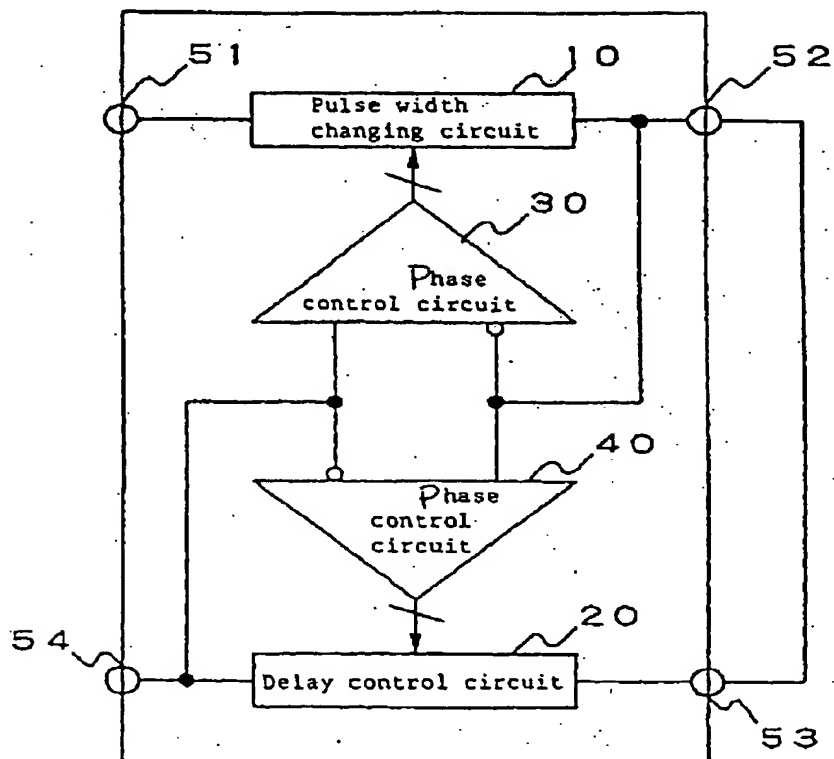 51
10
52
Pulse width
changing circuit
30
Phase
control circuit
40
Phase
control
circuit
54
20
Delay control circuit
53